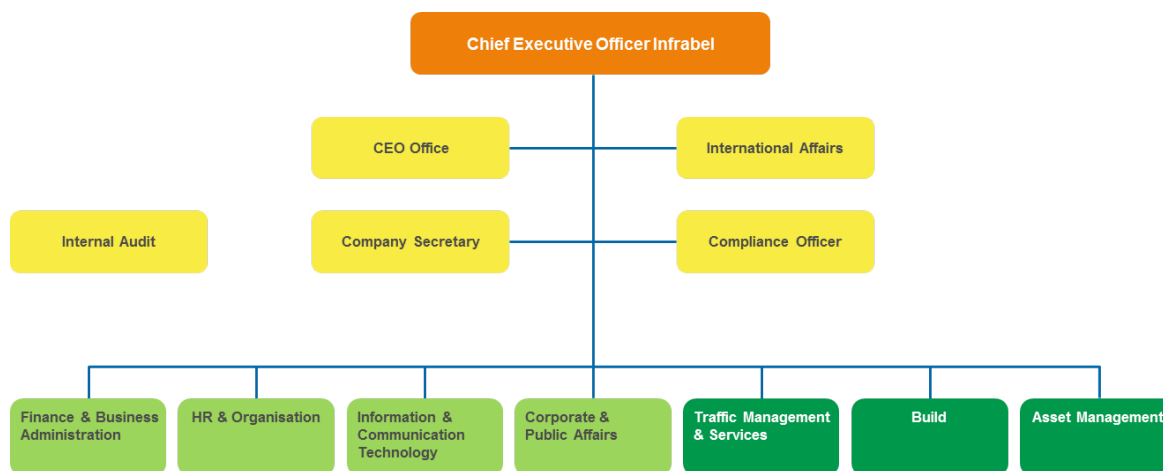 Chief Executive Officer Infrabel
CEO Office
International Affairs
Internal Audit
Company Secretary
Compliance Officer
Finance & Business
Administration
HR & Organisation
Information &
Communication
Technology
Corporate &
Public Affairs
Traffic Management
& Services
Build
Asset Management